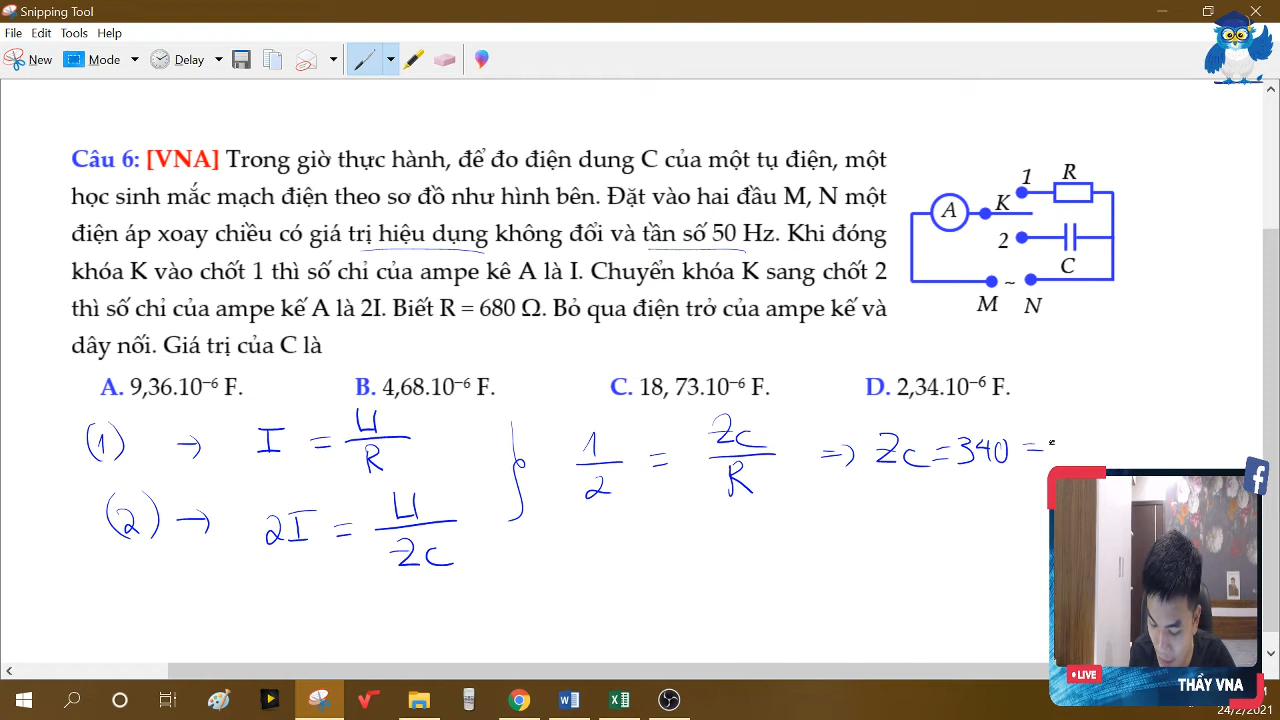 Snipping Tool
File Edit Tools Help
New Mode Delay
Câu 6: [VNA] Trong giờ thực hành, để đo điện dung C của một tụ điện, một
học sinh mắc mạch điện theo sơ đồ như hình bên. Đặt vào hai đầu M, N một
điện áp xoay chiều có giá trị hiệu dụng không đổi và tần số 50 Hz. Khi đóng
khóa K vào chốt 1 thì số chỉ của ampe kê A là I. Chuyển khóa K sang chốt 2
thì số chỉ của ampe kế A là 2I. Biết R = 680 Ω. Bỏ qua điện trở của ampe kế và
dây nối. Giá trị của C là
1 R
A K
2
C
M ~ N
A. 9,36.10⁻⁶ F. B. 4,68.10⁻⁶ F. C. 18, 73.10⁻⁶ F. D. 2,34.10⁻⁶ F.
(1) → I = U/R } 1/2 = ZC/R => ZC = 340 =
(2) → 2I = U/ZC
LIVE THẦY VNA
24/2/2021